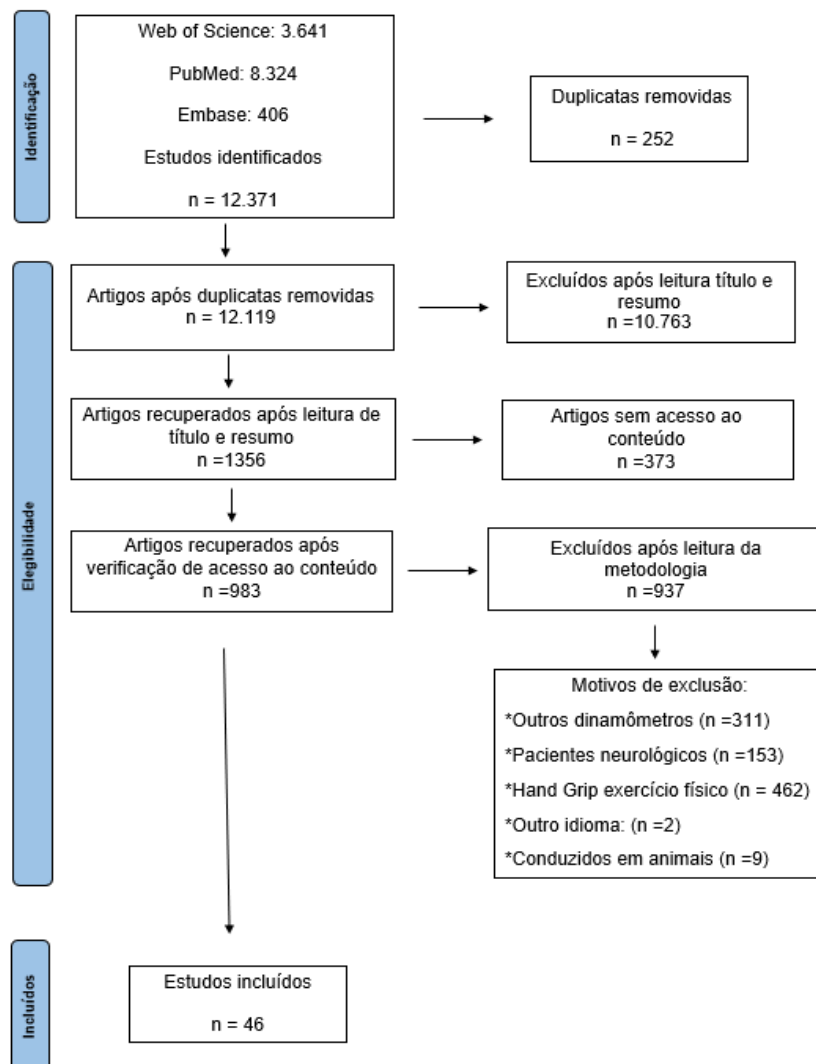 Identificação
Web of Science: 3.641
PubMed: 8.324
Embase: 406
Estudos identificados
n = 12.371
Duplicatas removidas
n = 252
Elegibilidade
Artigos após duplicatas removidas
n = 12.119
Excluídos após leitura título e
resumo
n =10.763
Artigos recuperados após leitura de
título e resumo
n =1356
Artigos sem acesso ao
conteúdo
n =373
Artigos recuperados após
verificação de acesso ao conteúdo
n =983
Excluídos após leitura da
metodologia
n =937
Motivos de exclusão:
*Outros dinamômetros (n =311)
*Pacientes neurológicos (n =153)
*Hand Grip exercício físico (n = 462)
*Outro idioma: (n =2)
*Conduzidos em animais (n =9)
Incluídos
Estudos incluídos
n = 46